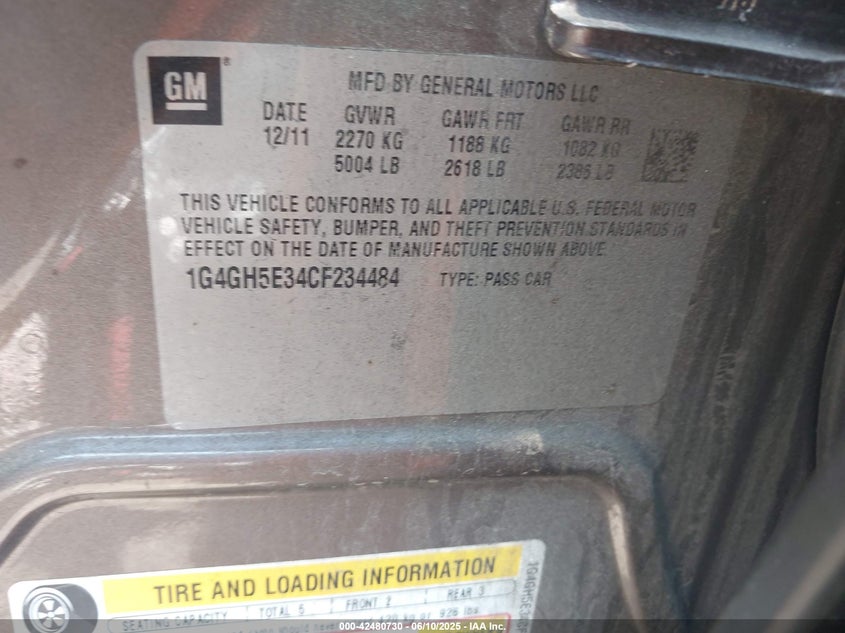 GM ®
MFD BY GENERAL MOTORS LLC
DATE GVWR GAWR FRT GAWR RR
12/11 2270 KG 1188 KG 1082 KG
5004 LB 2618 LB 2386 LB
THIS VEHICLE CONFORMS TO ALL APPLICABLE U.S. FEDERAL MOTOR
VEHICLE SAFETY, BUMPER, AND THEFT PREVENTION STANDARDS IN
EFFECT ON THE DATE OF MANUFACTURE SHOWN ABOVE.
1G4GH5E34CF234484 TYPE: PASS CAR
TIRE AND LOADING INFORMATION
SEATING CAPACITY TOTAL 5 FRONT 2 REAR 3
000-42480730 - 06/10/2025 - IAA Inc.